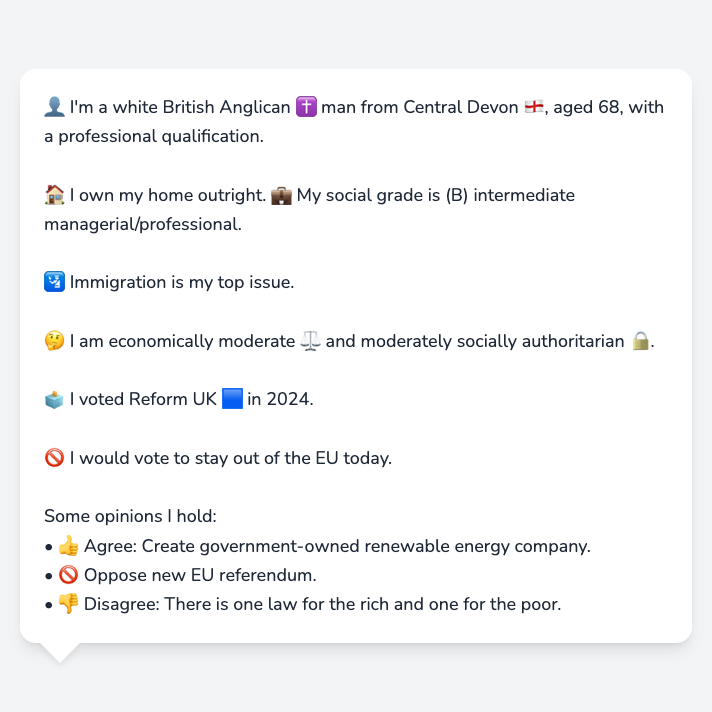 👤 I'm a white British Anglican ✝️ man from Central Devon 🏴󠁧󠁢󠁥󠁮󠁧󠁿, aged 68, with
a professional qualification.
🏠 I own my home outright. 💼 My social grade is (B) intermediate
managerial/professional.
🛂 Immigration is my top issue.
🤔 I am economically moderate ⚖️ and moderately socially authoritarian 🔒.
🗳️ I voted Reform UK 🟦 in 2024.
🚫 I would vote to stay out of the EU today.
Some opinions I hold:
• 👍 Agree: Create government-owned renewable energy company.
• 🚫 Oppose new EU referendum.
• 👎 Disagree: There is one law for the rich and one for the poor.